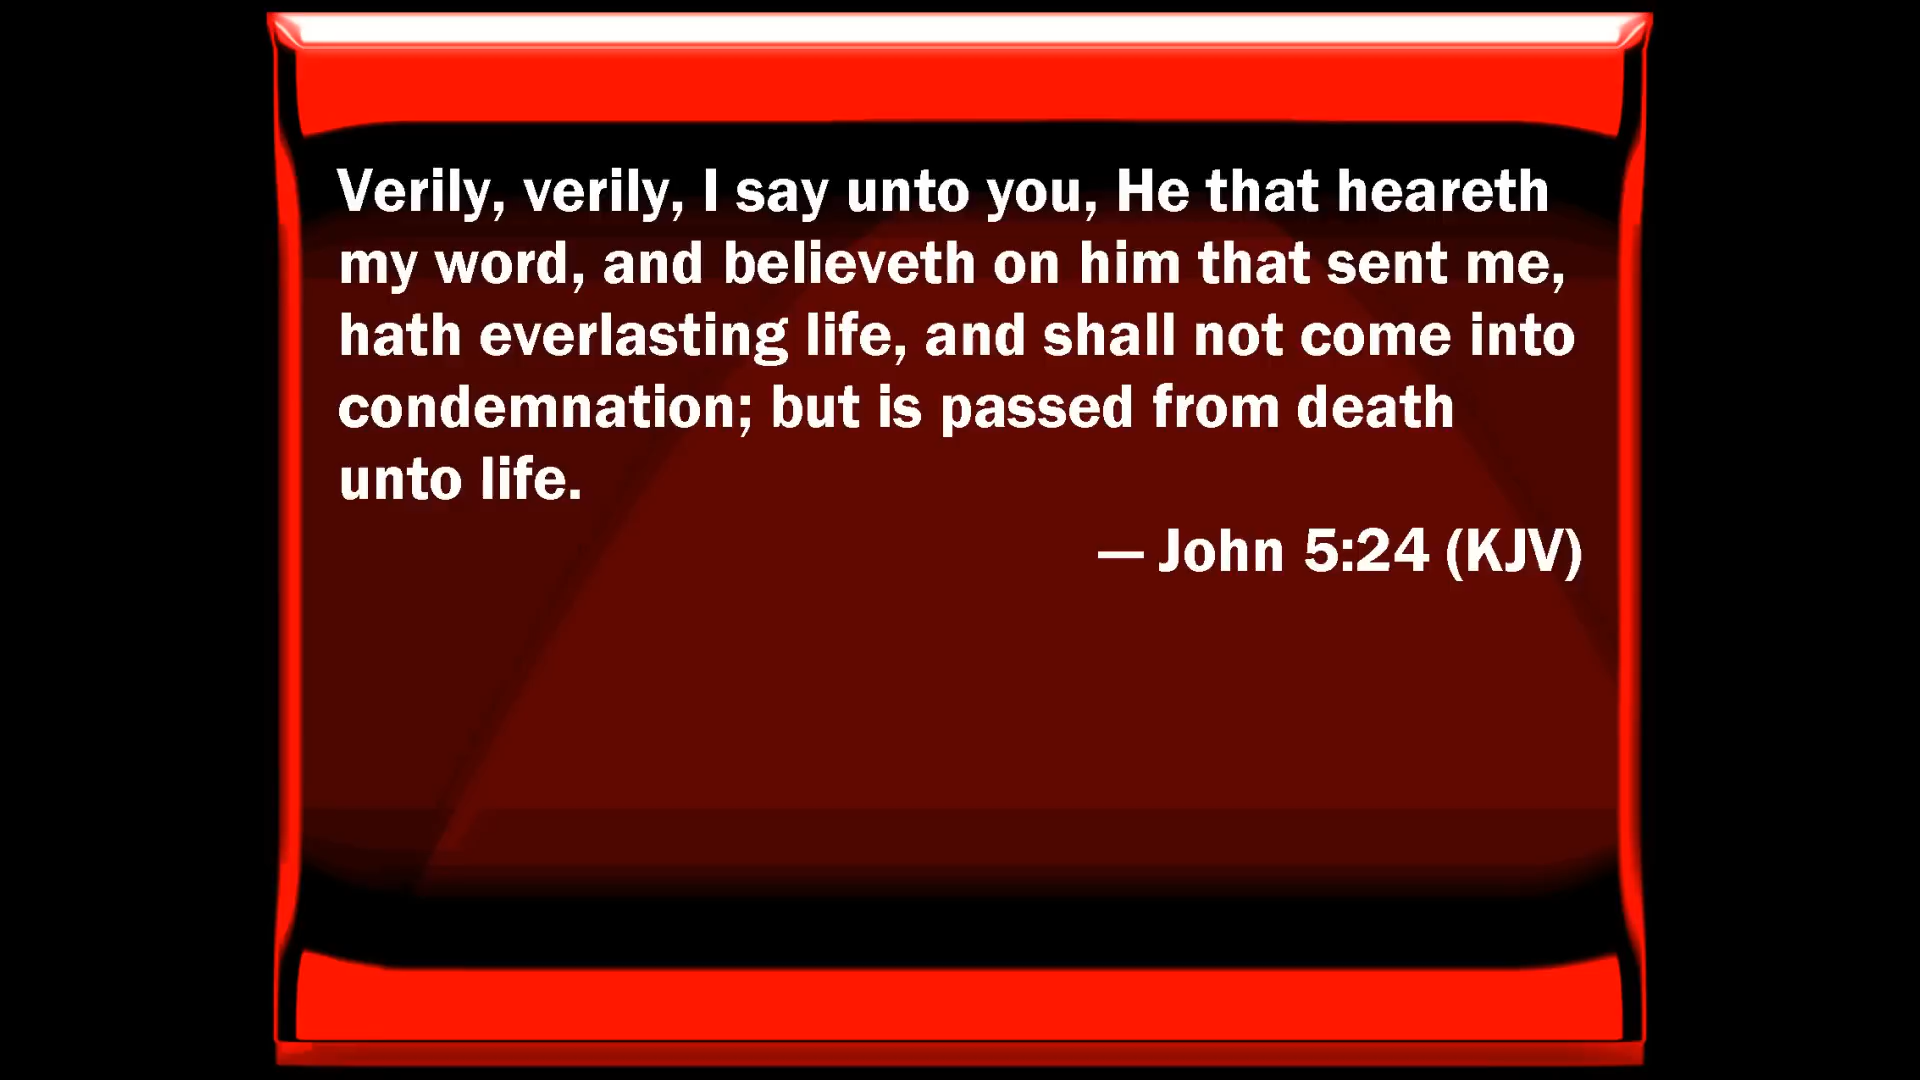 Verily, verily, I say unto you, He that heareth
my word, and believeth on him that sent me,
hath everlasting life, and shall not come into
condemnation; but is passed from death
unto life.
— John 5:24 (KJV)